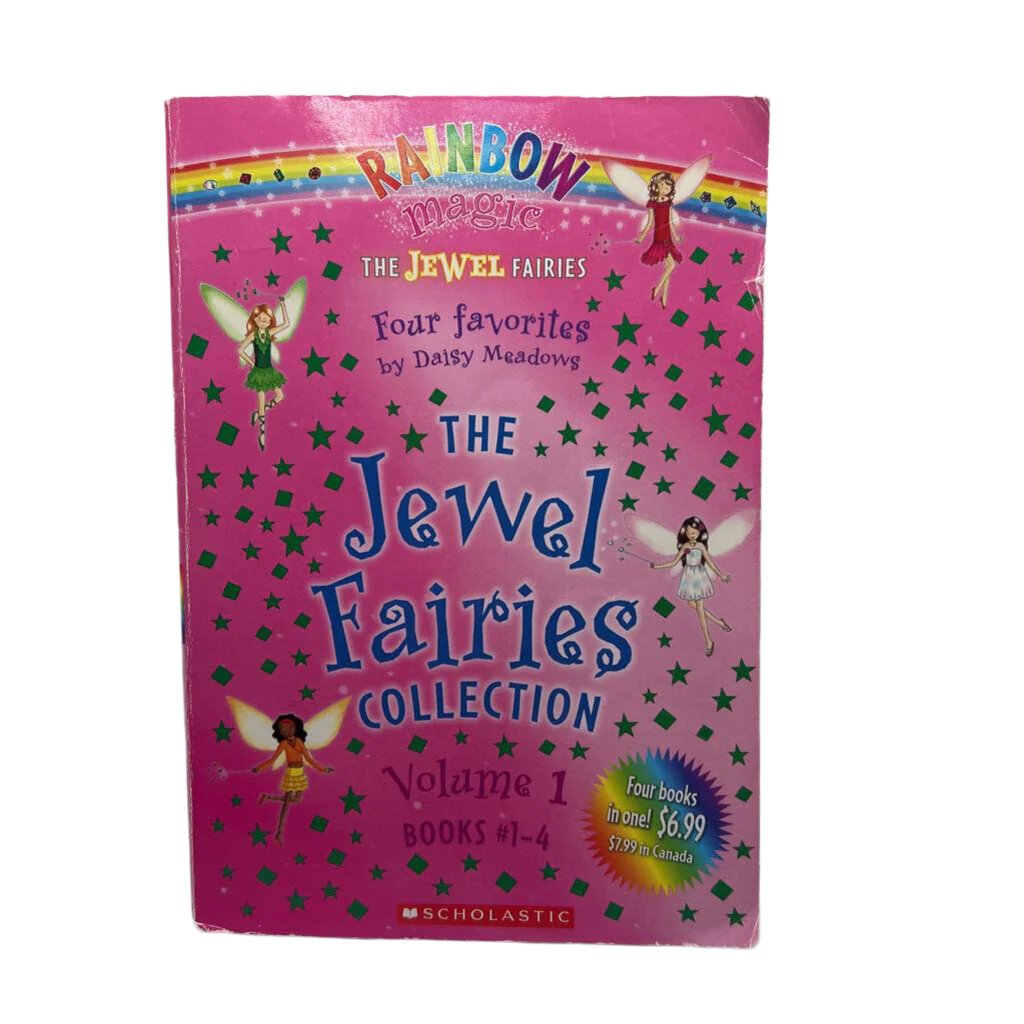 RAINBOW
magic
THE JEWEL FAIRIES
Four favorites
by Daisy Meadows
THE
Jewel
Fairies
COLLECTION
Volume 1
BOOKS #1-4
Four books
in one! $6.99
$7.99 in Canada
SCHOLASTIC